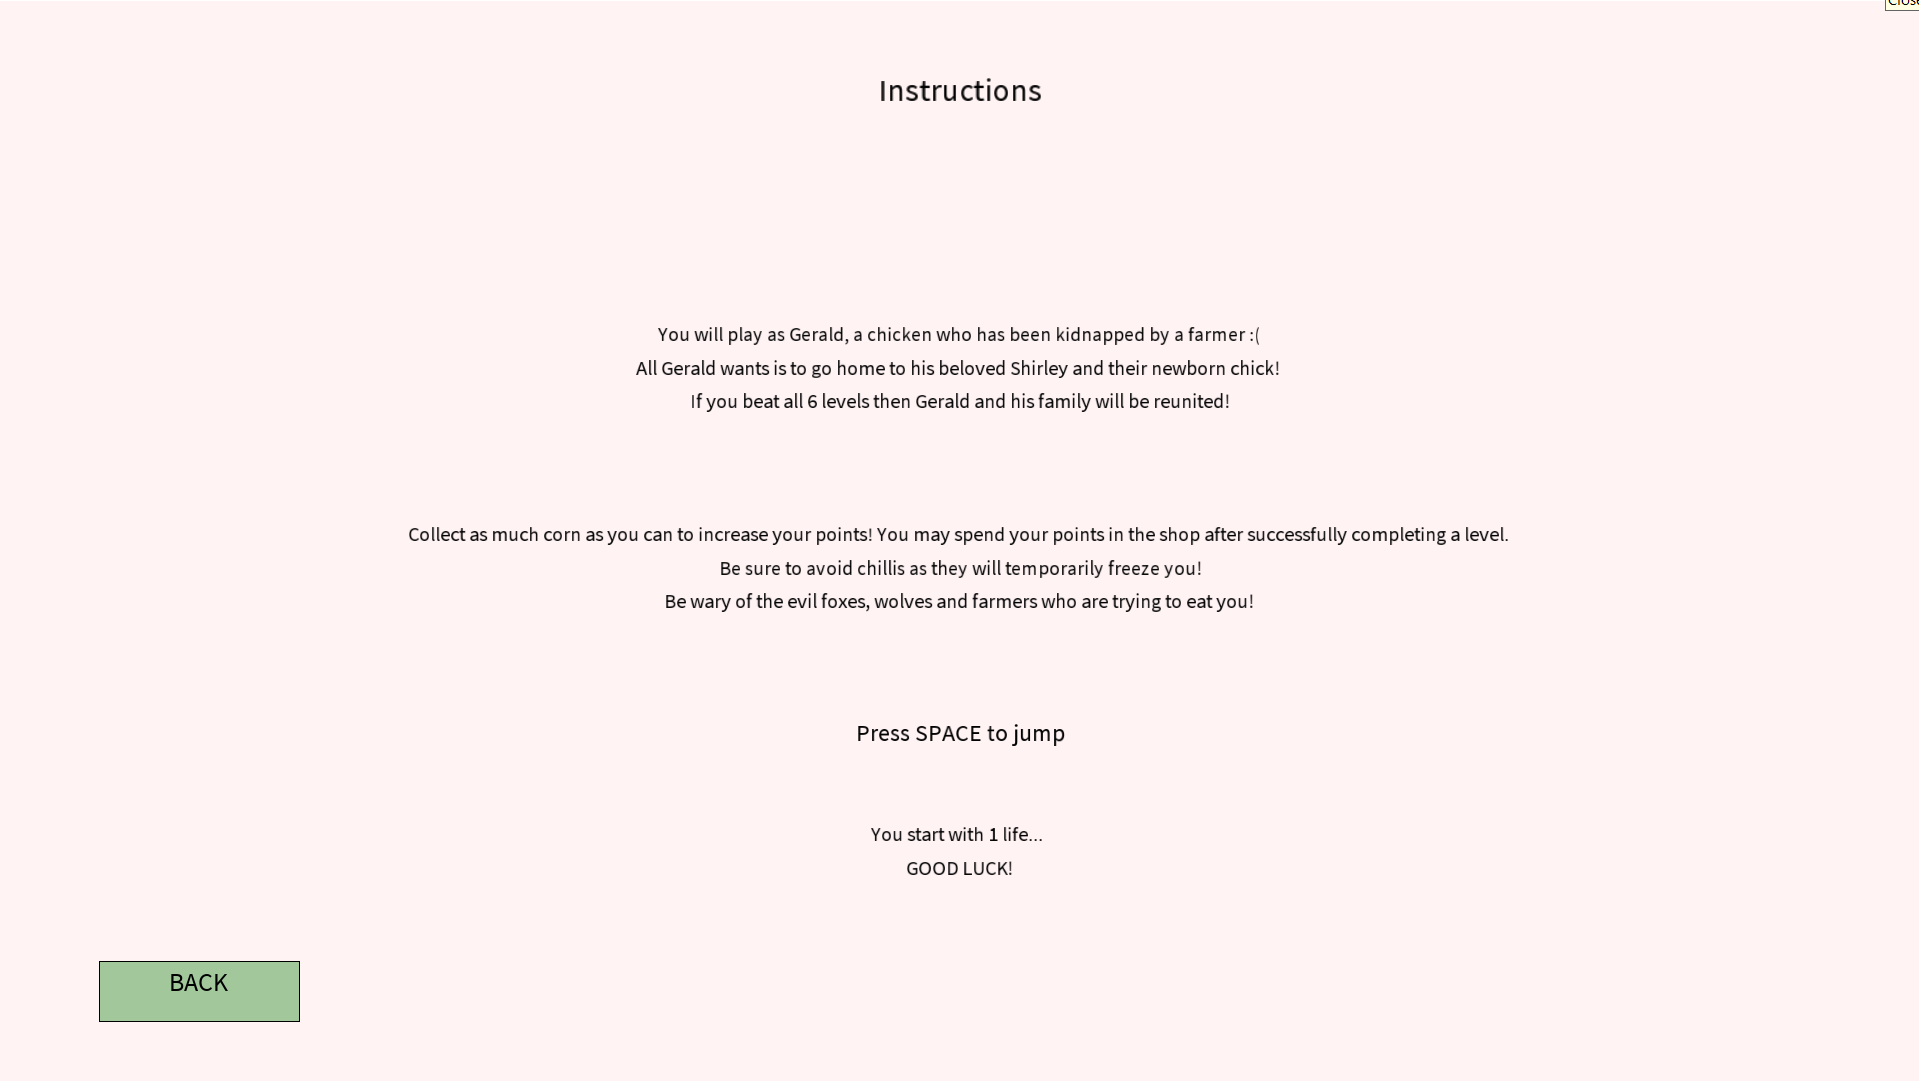 Instructions
You will play as Gerald, a chicken who has been kidnapped by a farmer :(
All Gerald wants is to go home to his beloved Shirley and their newborn chick!
If you beat all 6 levels then Gerald and his family will be reunited!
Collect as much corn as you can to increase your points! You may spend your points in the shop after successfully completing a level.
Be sure to avoid chillis as they will temporarily freeze you!
Be wary of the evil foxes, wolves and farmers who are trying to eat you!
Press SPACE to jump
You start with 1 life...
GOOD LUCK!
BACK